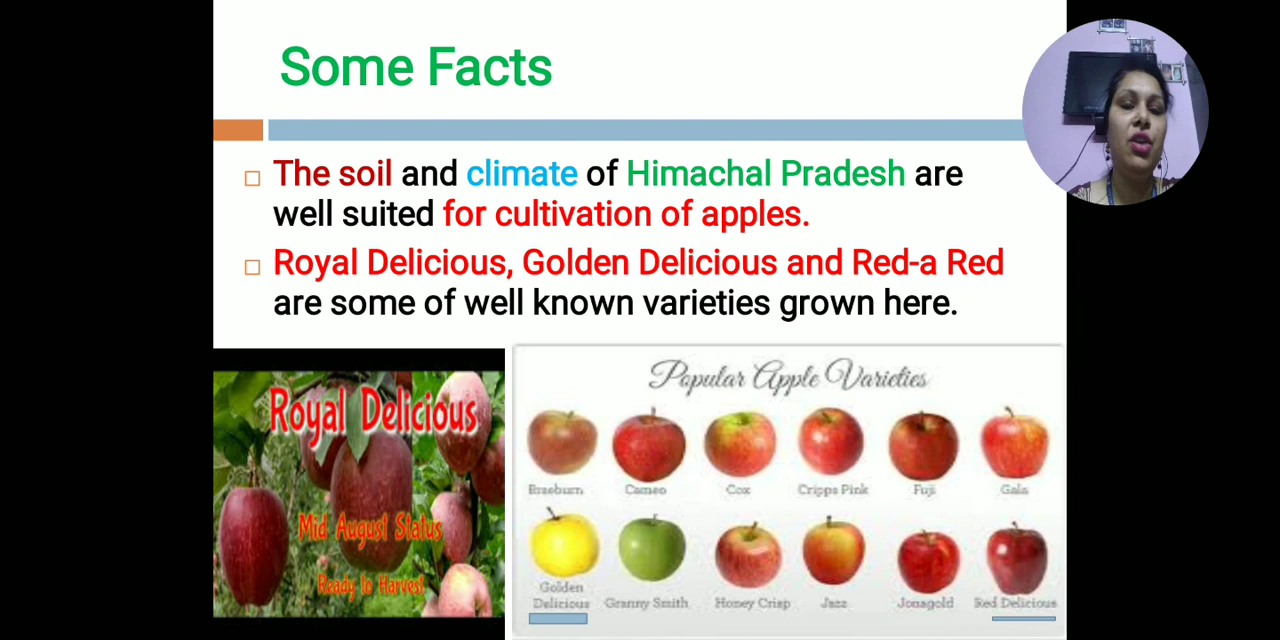 Some Facts
The soil and climate of Himachal Pradesh are
well suited for cultivation of apples.
Royal Delicious, Golden Delicious and Red-a Red
are some of well known varieties grown here.
Royal Delicious
Mid August Status
Ready to Harvest
Popular Apple Varieties
Braeburn Cameo Cox Cripps Pink Fuji Gala
Golden
Delicious Granny Smith Honey Crisp Jazz Jonagold Red Delicious